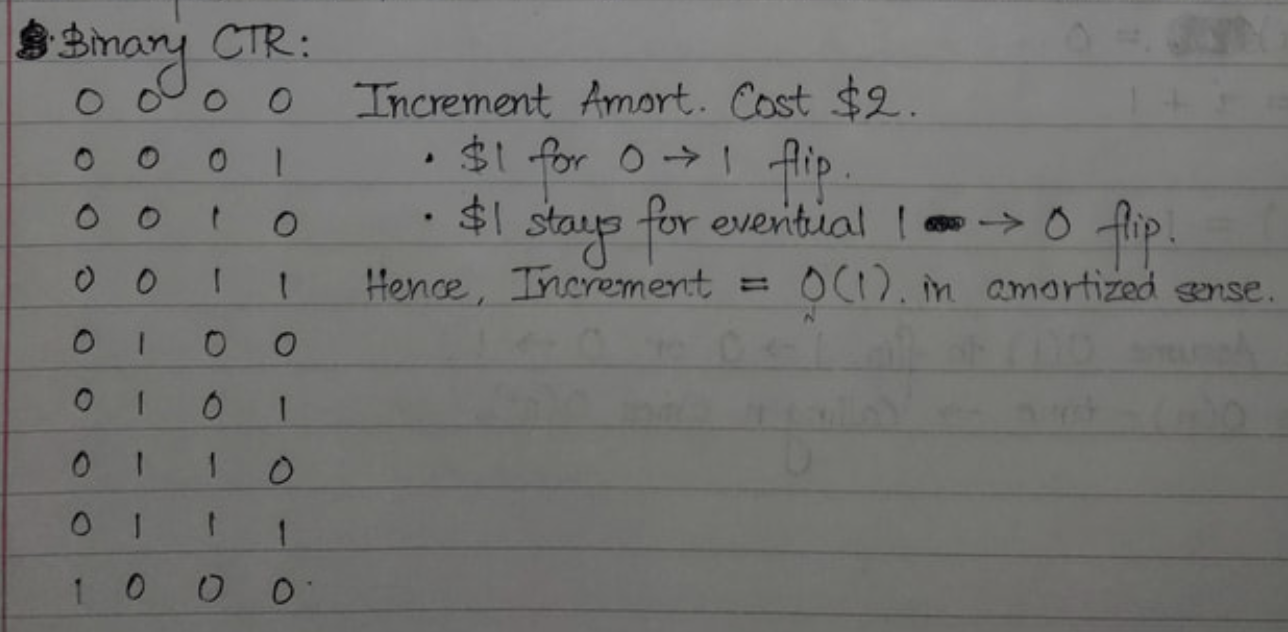 Binary CTR:
0 0 0 0 Increment Amort. Cost $2.
0 0 0 1 · $1 for 0 → 1 flip.
0 0 1 0 · $1 stays for eventual 1 → 0 flip.
0 0 1 1 Hence, Increment = O(1). in amortized sense.
0 1 0 0
0 1 0 1
0 1 1 0
0 1 1 1
1 0 0 0